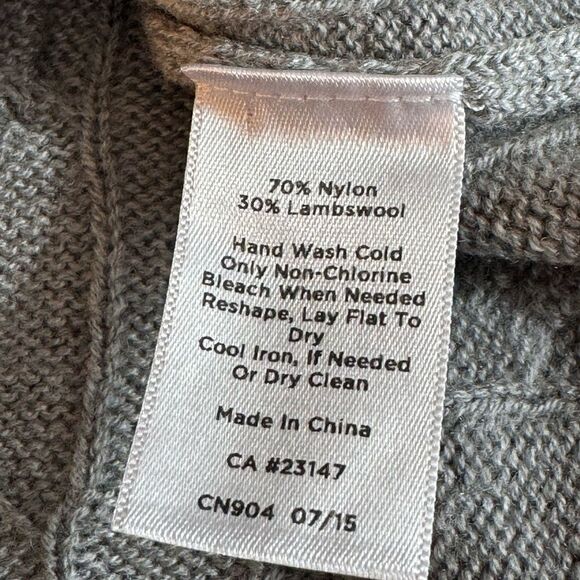 70% Nylon
30% Lambswool
Hand Wash Cold
Only Non-Chlorine
Bleach When Needed
Reshape, Lay Flat To
Dry
Cool Iron, If Needed
Or Dry Clean
Made In China
CA #23147
CN904 07/15